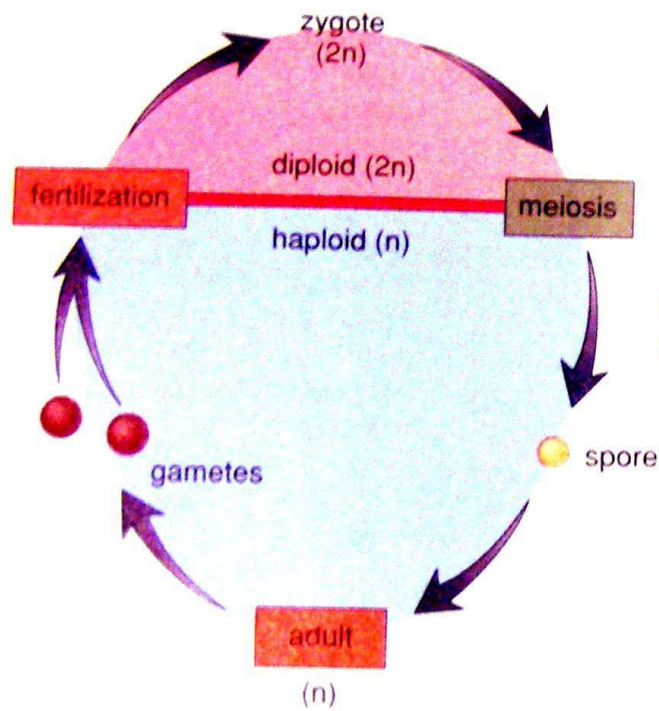 zygote
(2n)
diploid (2n)
fertilization
meiosis
haploid (n)
spore
gametes
adult
(n)